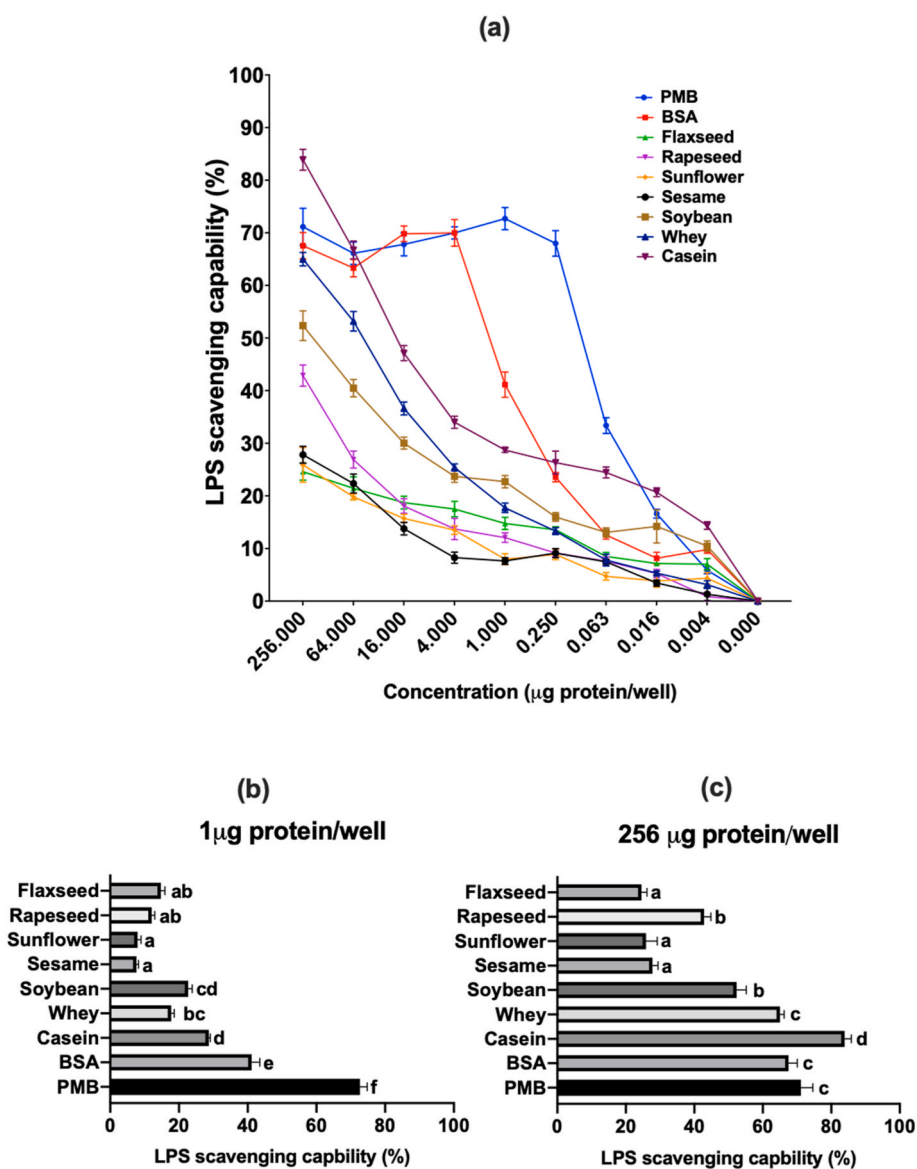 (a)
100
90
80
70
60
50
40
30
20
10
0
LPS scavenging capability (%)
PMB
BSA
Flaxseed
Rapeseed
Sunflower
Sesame
Soybean
Whey
Casein
256.000
64.000
16.000
4.000
1.000
0.250
0.063
0.016
0.004
0.000
Concentration (μg protein/well)
(b)
1μg protein/well
Flaxseed ab
Rapeseed ab
Sunflower a
Sesame a
Soybean cd
Whey bc
Casein d
BSA e
PMB f
0 20 40 60 80 100
LPS scavenging capbility (%)
(c)
256 μg protein/well
Flaxseed a
Rapeseed b
Sunflower a
Sesame a
Soybean b
Whey c
Casein d
BSA c
PMB c
0 20 40 60 80 100
LPS scavenging capbility (%)